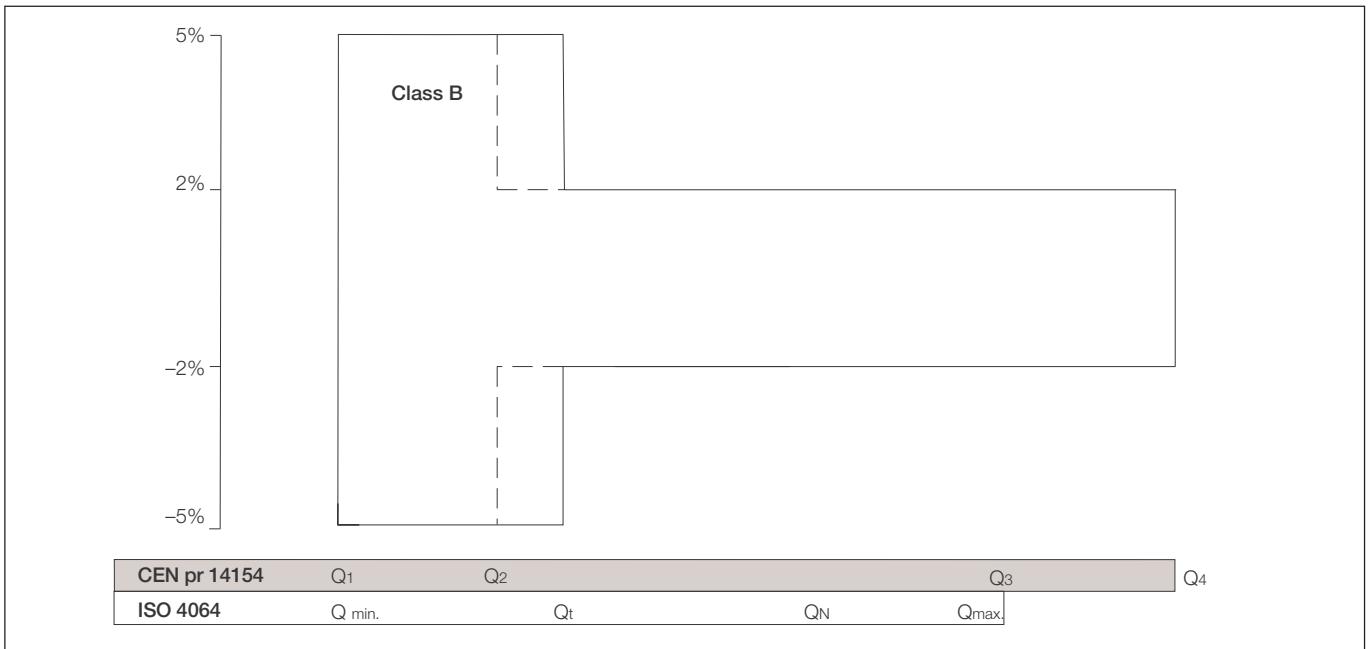 5%
Class B
2%
–2%
–5%
CEN pr 14154 Q1 Q2 Q3 Q4
ISO 4064 Q min. Qt QN Qmax.